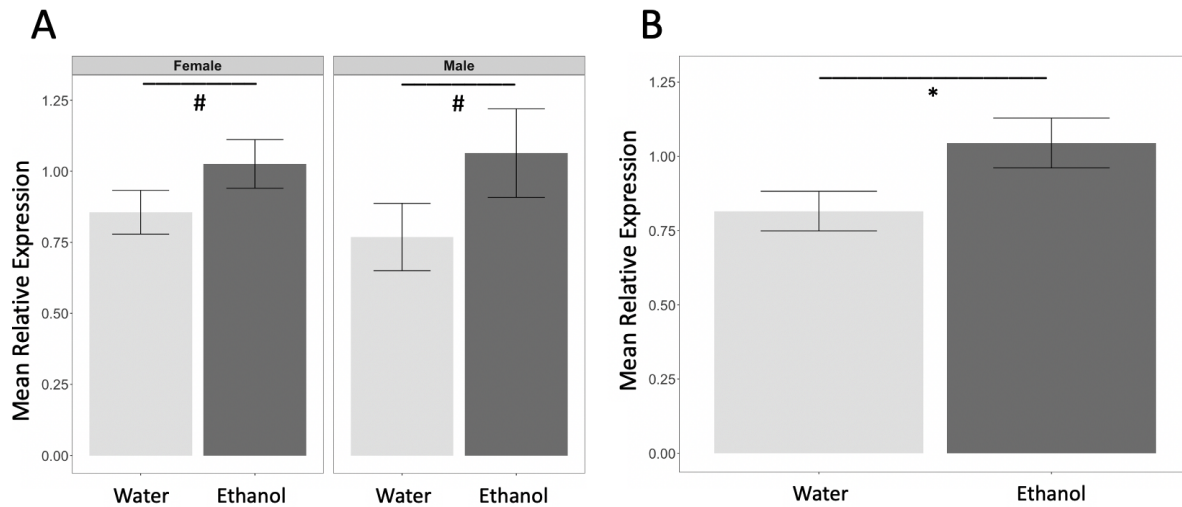 A
Female
Male
#
#
Mean Relative Expression
1.25
1.00
0.75
0.50
0.25
0.00
Water
Ethanol
Water
Ethanol
B
*
Mean Relative Expression
1.25
1.00
0.75
0.50
0.25
0.00
Water
Ethanol